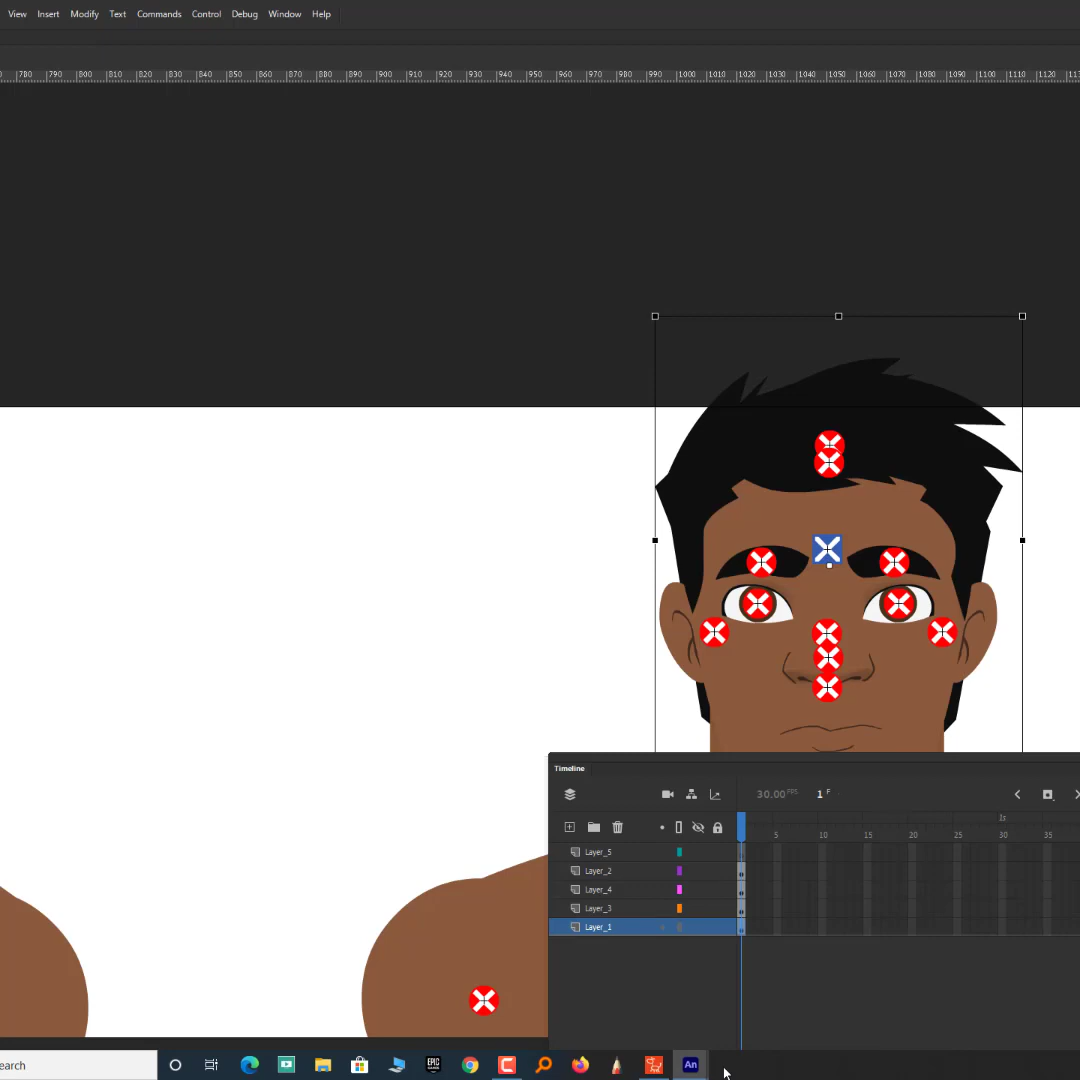 View Insert Modify Text Commands Control Debug Window Help
780 790 800 810 820 830 840 850 860 870 880 890 900 910 920 930 940 950 960 970 980 990 1000 1010 1020 1030 1040 1050 1060 1070 1080 1090 1100 1110 1120
Timeline
30.00 FPS 1 F
1s
5 10 15 20 25 30 35
Layer_5
Layer_2
Layer_4
Layer_3
Layer_1
earch
EPIC
An